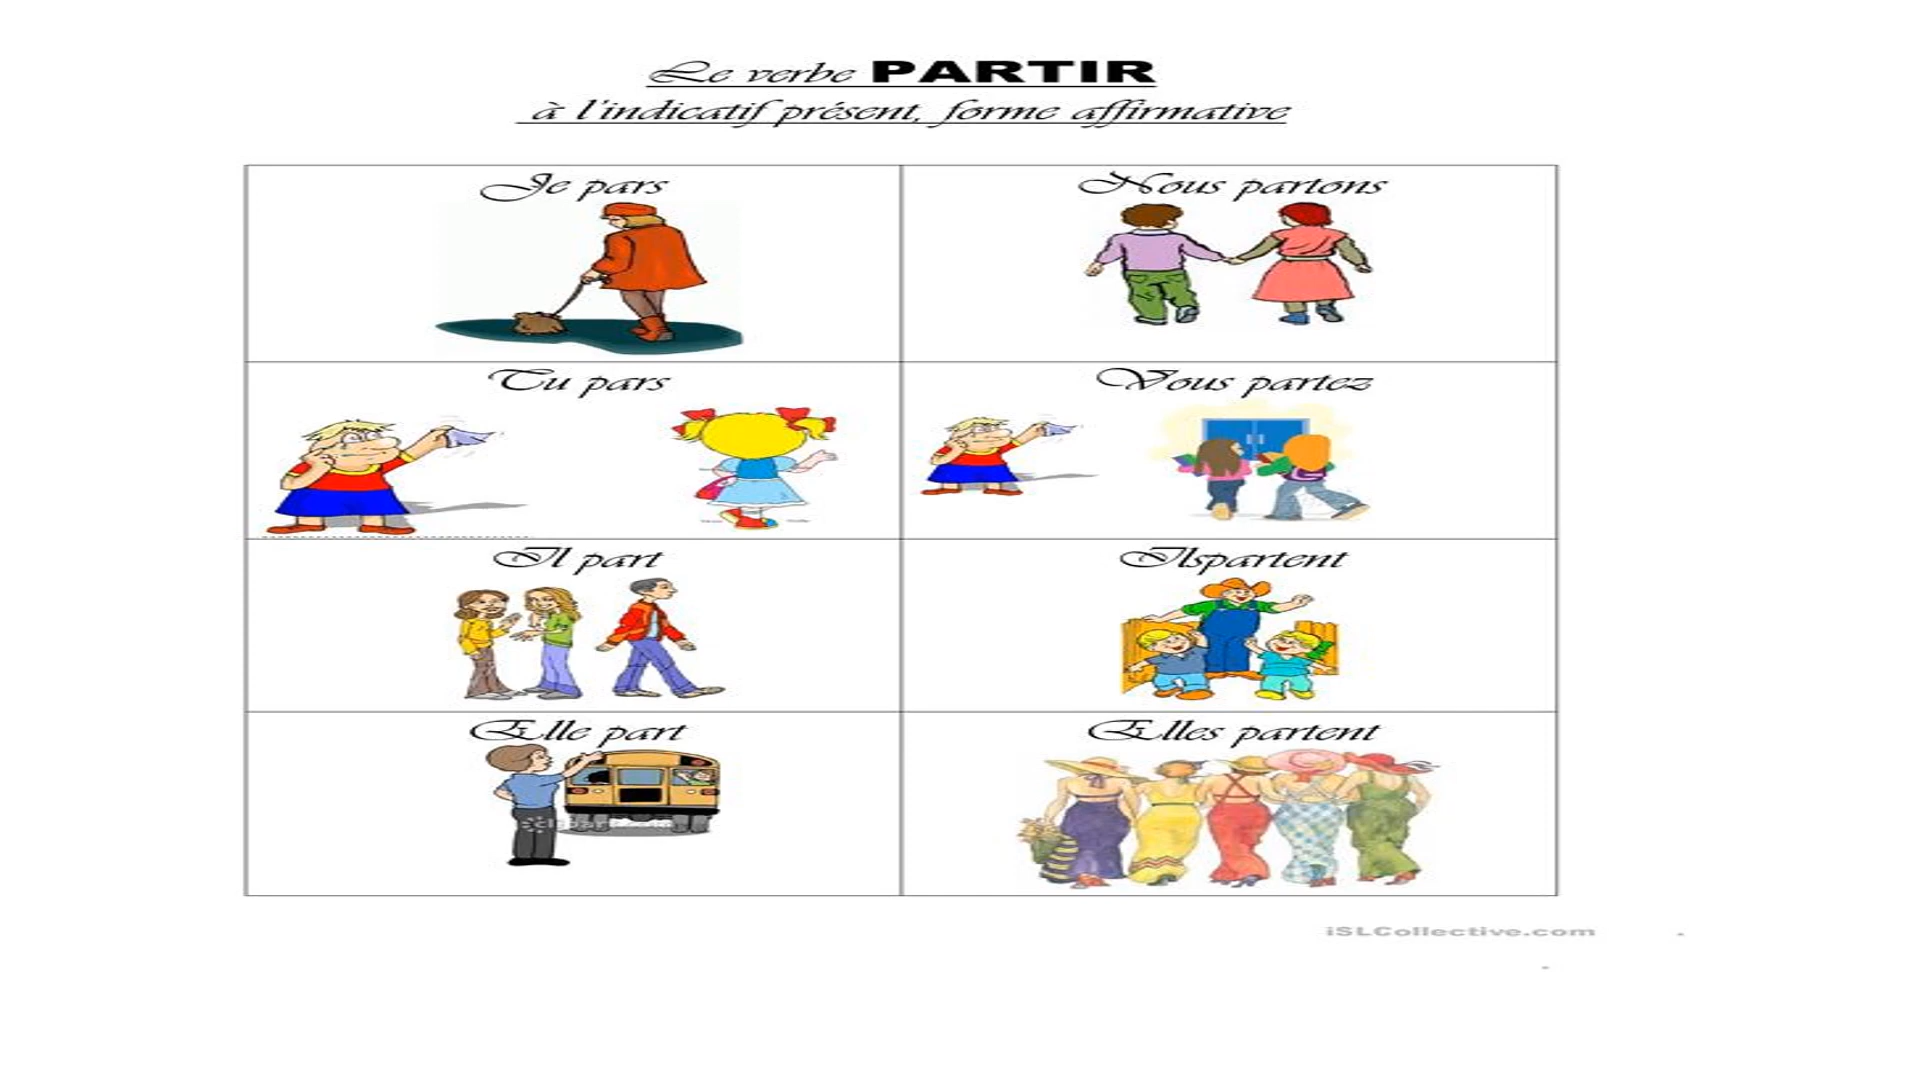 Le verbe PARTIR
à l'indicatif présent, forme affirmative
Je pars
Nous partons
Tu pars
Vous partez
Il part
Ilspartent
Elle part
Elles partent
iSLCollective.com